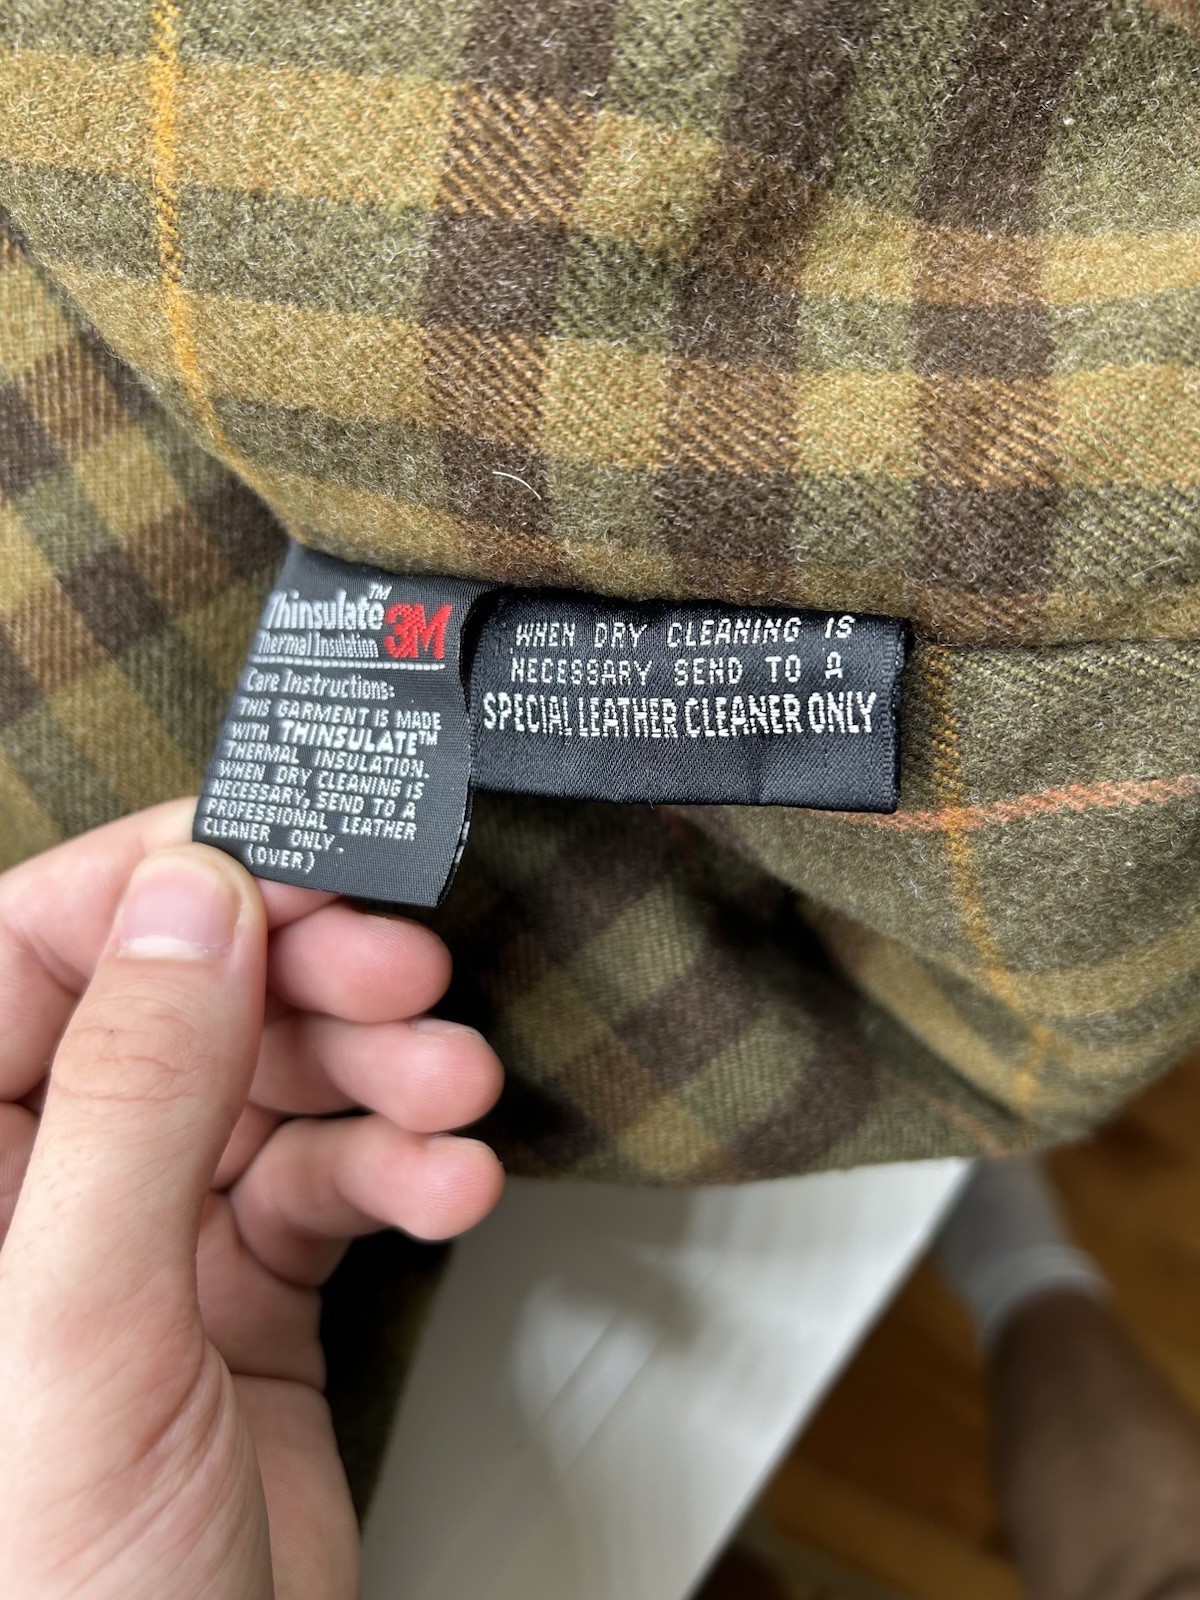 Thinsulate™ 3M
Thermal Insulation
Care Instructions:
THIS GARMENT IS MADE
WITH THINSULATE™
THERMAL INSULATION.
WHEN DRY CLEANING IS
NECESSARY, SEND TO A
PROFESSIONAL LEATHER
CLEANER ONLY.
(OVER)
WHEN DRY CLEANING IS
NECESSARY SEND TO A
SPECIAL LEATHER CLEANER ONLY